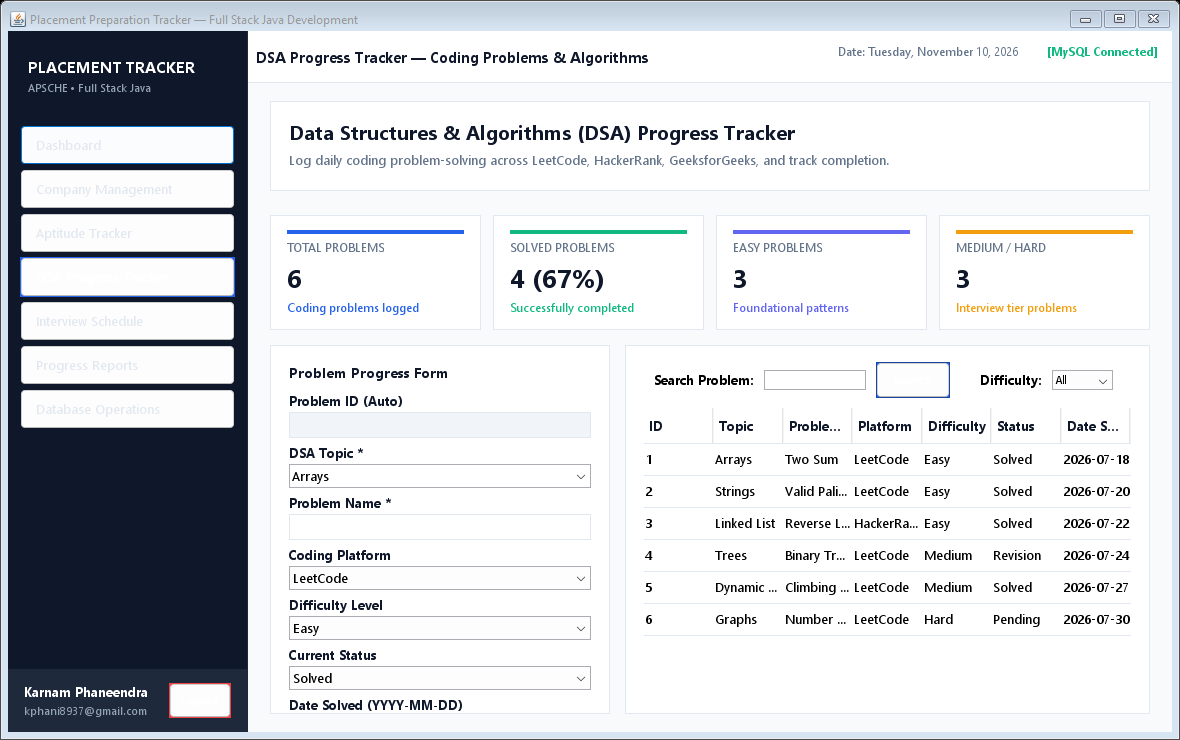 Placement Preparation Tracker — Full Stack Java Development
PLACEMENT TRACKER
APSCHE • Full Stack Java
Dashboard
Company Management
Aptitude Tracker
Interview Schedule
Progress Reports
Database Operations
Karnam Phaneendra
kphani8937@gmail.com
DSA Progress Tracker — Coding Problems & Algorithms
Date: Tuesday, November 10, 2026
[MySQL Connected]
Data Structures & Algorithms (DSA) Progress Tracker
Log daily coding problem-solving across LeetCode, HackerRank, GeeksforGeeks, and track completion.
TOTAL PROBLEMS
6
Coding problems logged
SOLVED PROBLEMS
4 (67%)
Successfully completed
EASY PROBLEMS
3
Foundational patterns
MEDIUM / HARD
3
Interview tier problems
Problem Progress Form
Problem ID (Auto)
DSA Topic *
Arrays
Problem Name *
Coding Platform
LeetCode
Difficulty Level
Easy
Current Status
Solved
Date Solved (YYYY-MM-DD)
Search Problem:
Difficulty: All
ID Topic Proble... Platform Difficulty Status Date S...
1 Arrays Two Sum LeetCode Easy Solved 2026-07-18
2 Strings Valid Pali... LeetCode Easy Solved 2026-07-20
3 Linked List Reverse L... HackerRa... Easy Solved 2026-07-22
4 Trees Binary Tr... LeetCode Medium Revision 2026-07-24
5 Dynamic ... Climbing ... LeetCode Medium Solved 2026-07-27
6 Graphs Number ... LeetCode Hard Pending 2026-07-30